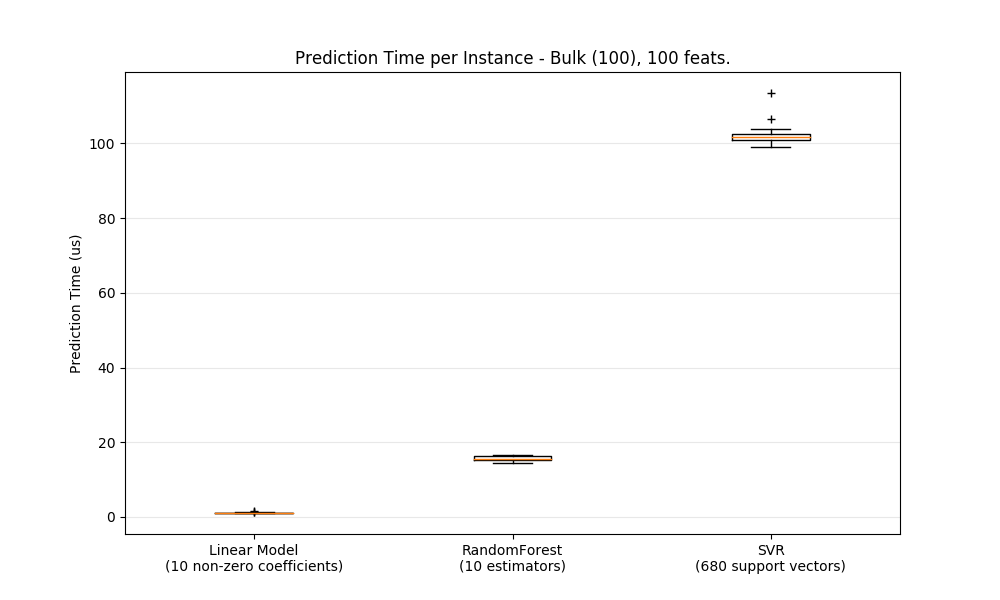 Prediction Time per Instance - Bulk (100), 100 feats.
Prediction Time (us)
100
80
60
40
20
0
Linear Model
(10 non-zero coefficients)
RandomForest
(10 estimators)
SVR
(680 support vectors)